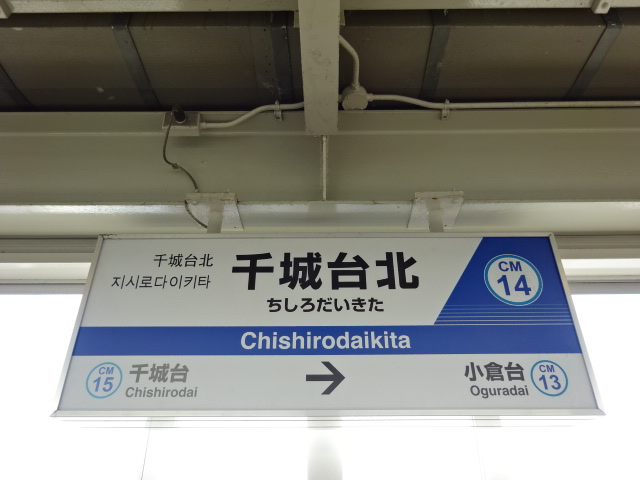 千城台北
지시로다이키타
千城台北
ちしろだいきた
CM
14
Chishirodaikita
CM
15
千城台
Chishirodai
→
小倉台
Oguradai
CM
13